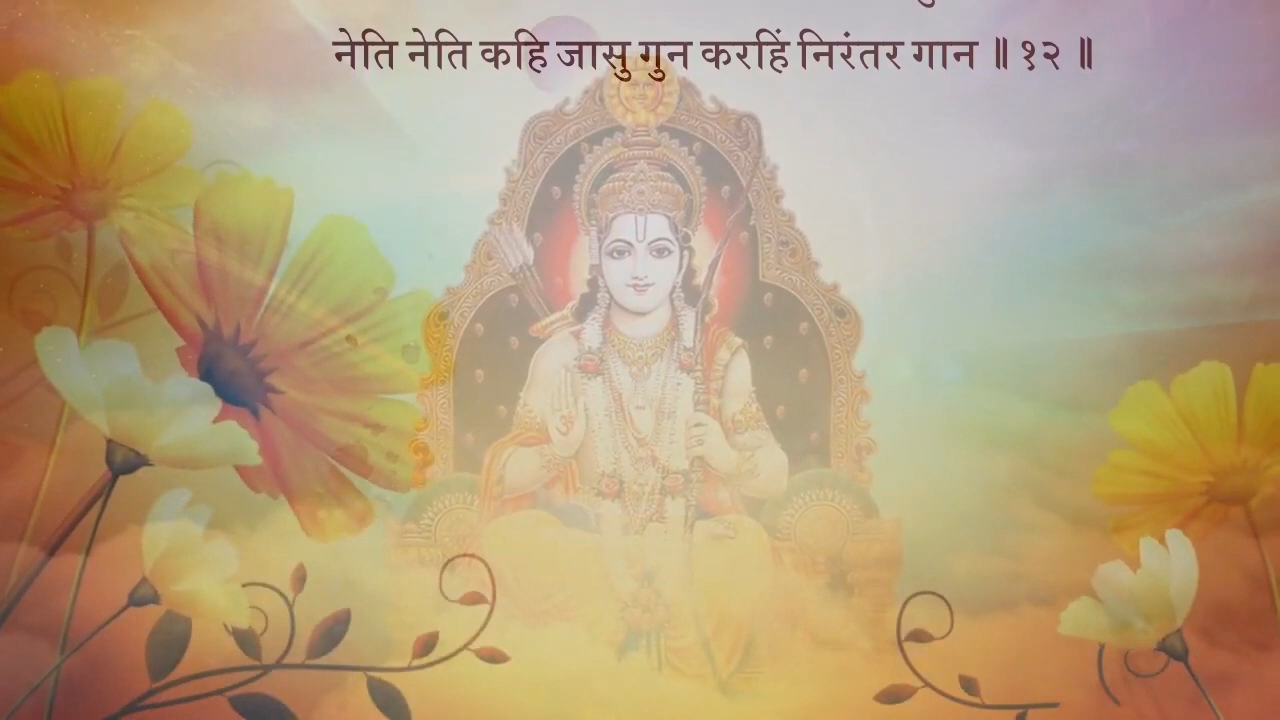 नेति नेति कहि जासु गुन करहिं निरंतर गान ॥ १२ ॥